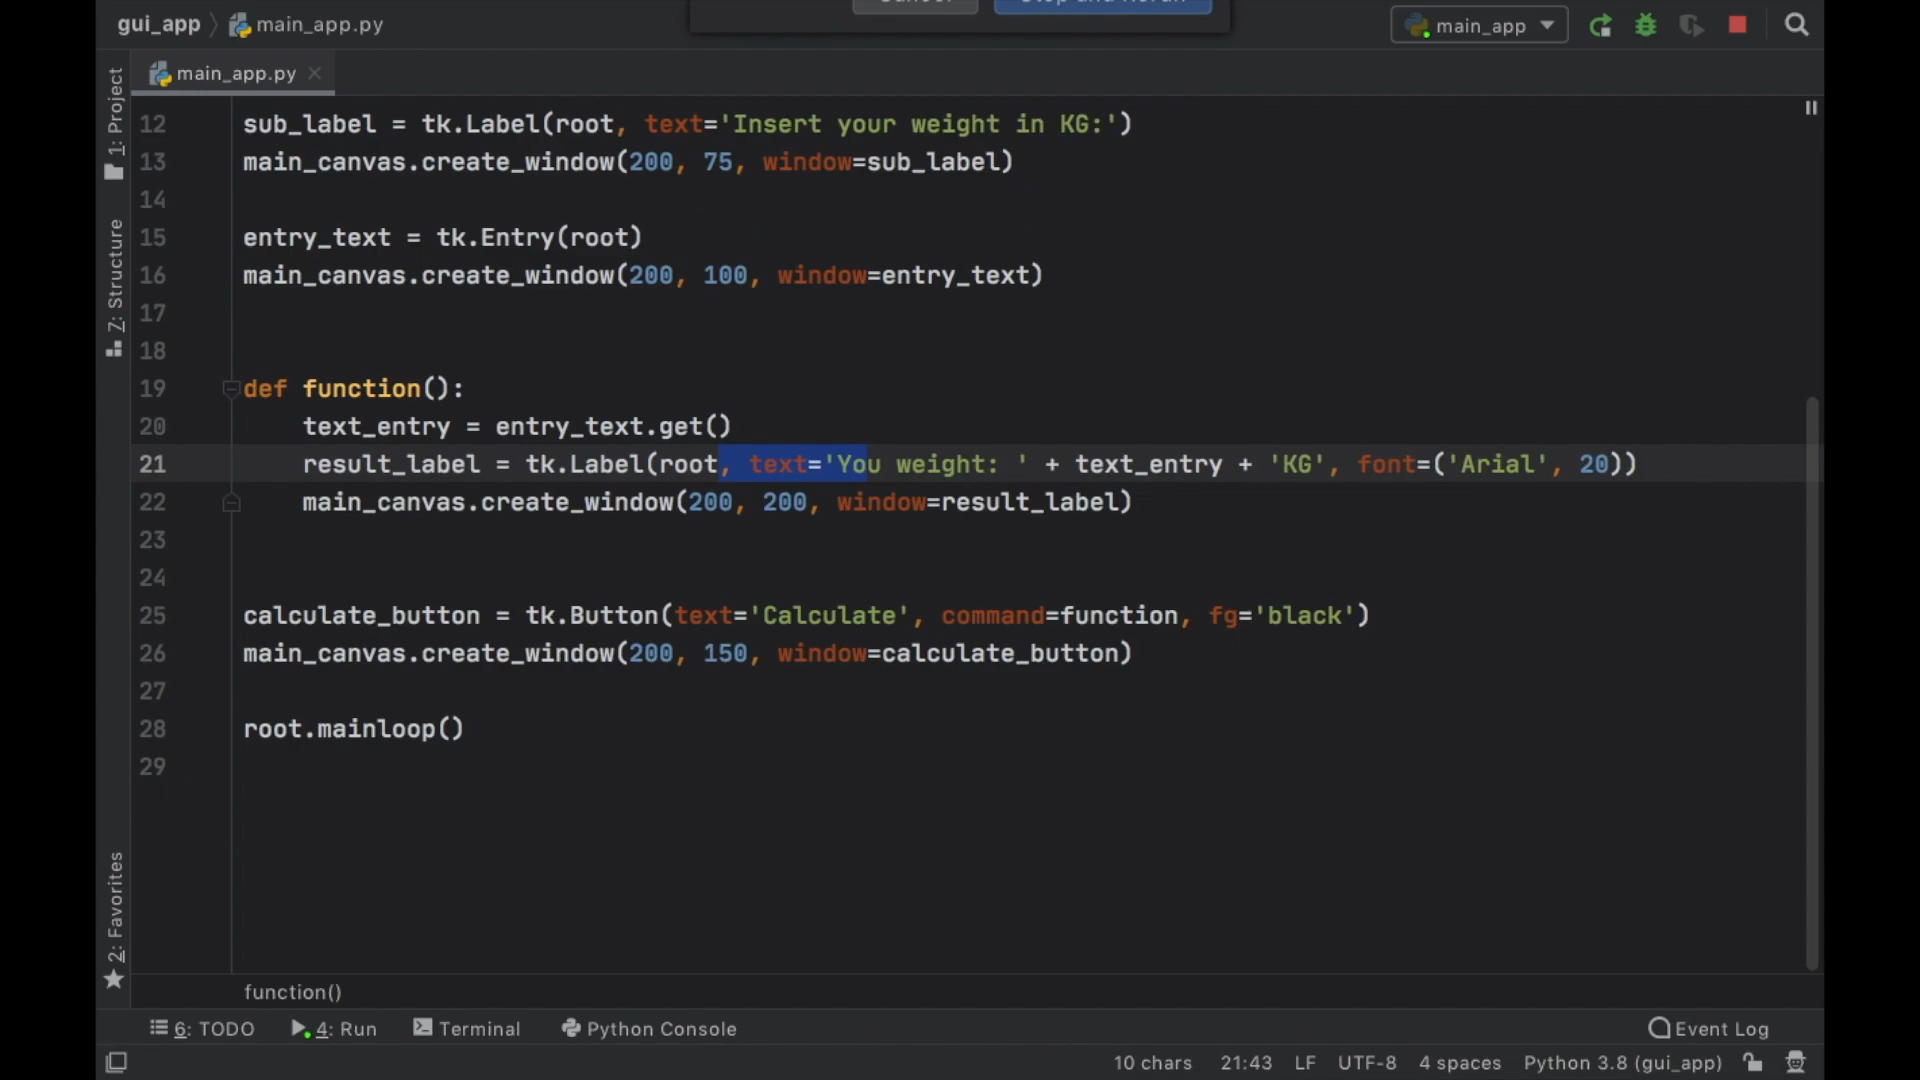 gui_app
main_app.py
main_app
main_app.py
1: Project
Z: Structure
2: Favorites
12 sub_label = tk.Label(root, text='Insert your weight in KG:')
13 main_canvas.create_window(200, 75, window=sub_label)
14
15 entry_text = tk.Entry(root)
16 main_canvas.create_window(200, 100, window=entry_text)
17
18
19 def function():
20 text_entry = entry_text.get()
21 result_label = tk.Label(root, text='You weight: ' + text_entry + 'KG', font=('Arial', 20))
22 main_canvas.create_window(200, 200, window=result_label)
23
24
25 calculate_button = tk.Button(text='Calculate', command=function, fg='black')
26 main_canvas.create_window(200, 150, window=calculate_button)
27
28 root.mainloop()
29
function()
6: TODO 4: Run Terminal Python Console Event Log
10 chars 21:43 LF UTF-8 4 spaces Python 3.8 (gui_app)